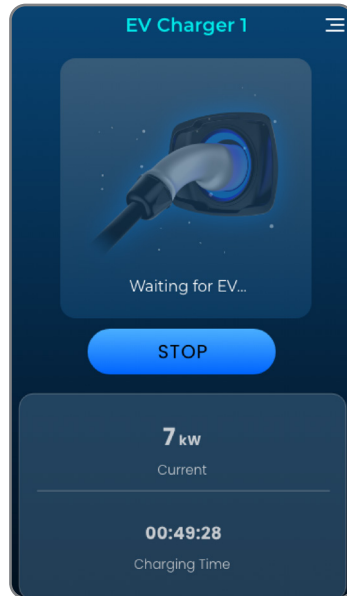 EV Charger 1
Waiting for EV...
STOP
7 kW
Current
00:49:28
Charging Time